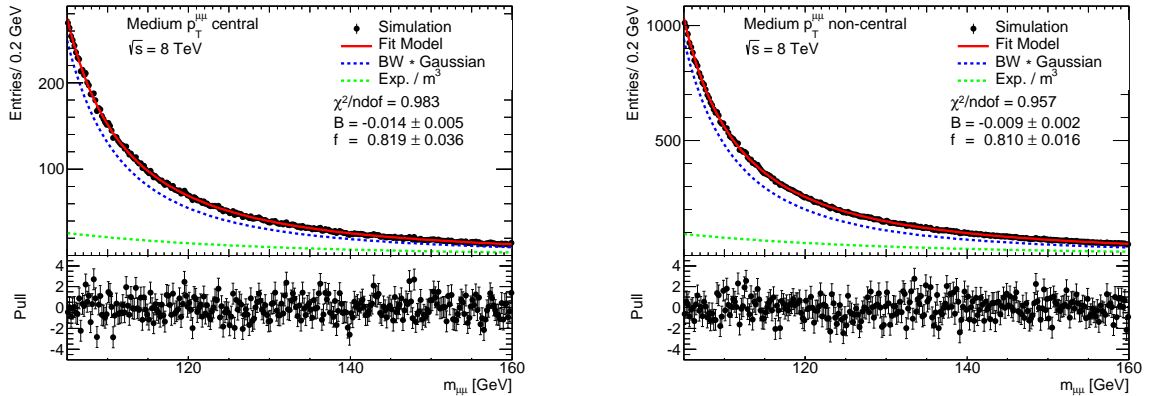 Medium p_T^μμ central
√s = 8 TeV
Simulation
Fit Model
BW * Gaussian
Exp. / m³
χ²/ndof = 0.983
B = -0.014 ± 0.005
f = 0.819 ± 0.036
Entries/ 0.2 GeV
200
100
Pull
4
2
0
-2
-4
120 140 160
m_μμ [GeV]
Medium p_T^μμ non-central
√s = 8 TeV
Simulation
Fit Model
BW * Gaussian
Exp. / m³
χ²/ndof = 0.957
B = -0.009 ± 0.002
f = 0.810 ± 0.016
Entries/ 0.2 GeV
1000
500
Pull
4
2
0
-2
-4
120 140 160
m_μμ [GeV]